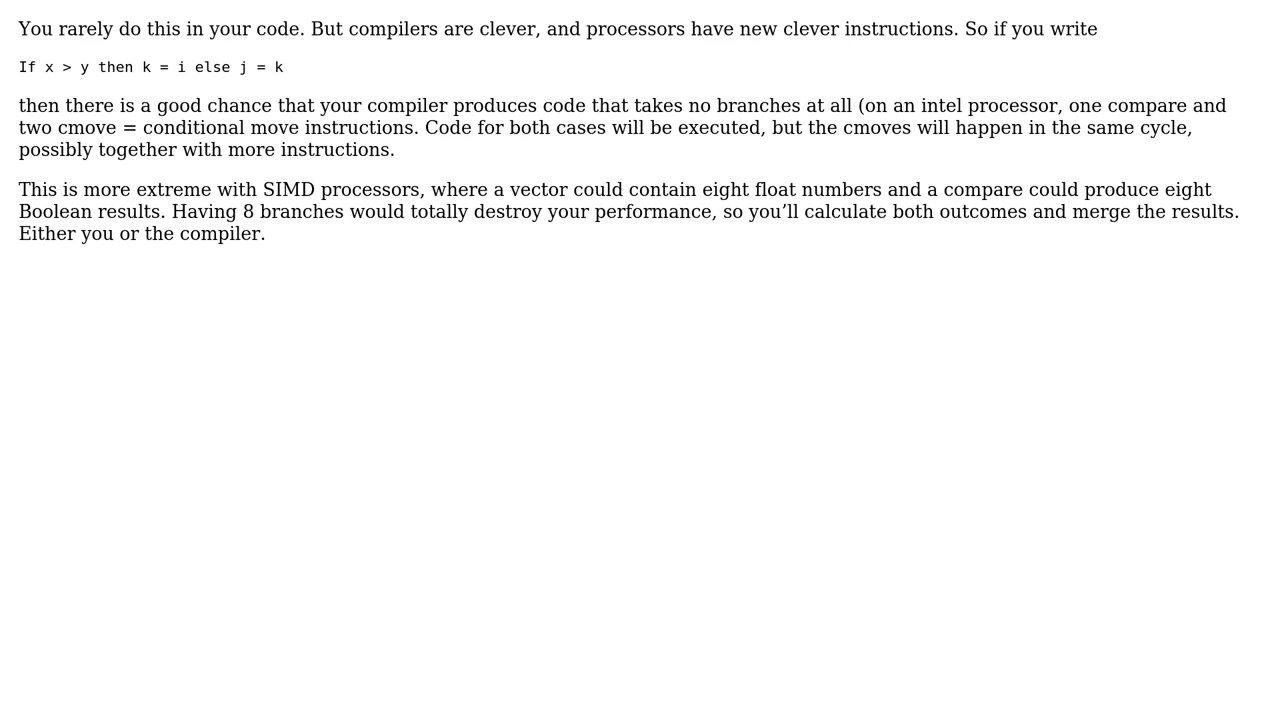 You rarely do this in your code. But compilers are clever, and processors have new clever instructions. So if you write
If x > y then k = i else j = k
then there is a good chance that your compiler produces code that takes no branches at all (on an intel processor, one compare and
two cmove = conditional move instructions. Code for both cases will be executed, but the cmoves will happen in the same cycle,
possibly together with more instructions.
This is more extreme with SIMD processors, where a vector could contain eight float numbers and a compare could produce eight
Boolean results. Having 8 branches would totally destroy your performance, so you’ll calculate both outcomes and merge the results.
Either you or the compiler.